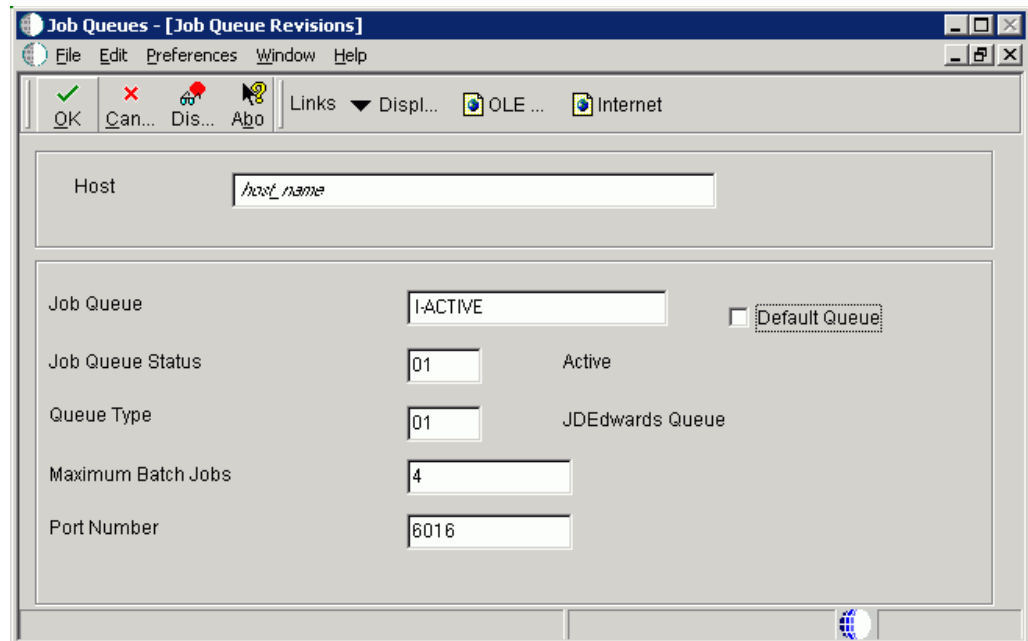 Job Queues - [Job Queue Revisions]
File Edit Preferences Window Help
OK Can... Dis... Abo Links Displ... OLE ... Internet
Host host_name
Job Queue I-ACTIVE Default Queue
Job Queue Status 01 Active
Queue Type 01 JDEdwards Queue
Maximum Batch Jobs 4
Port Number 6016